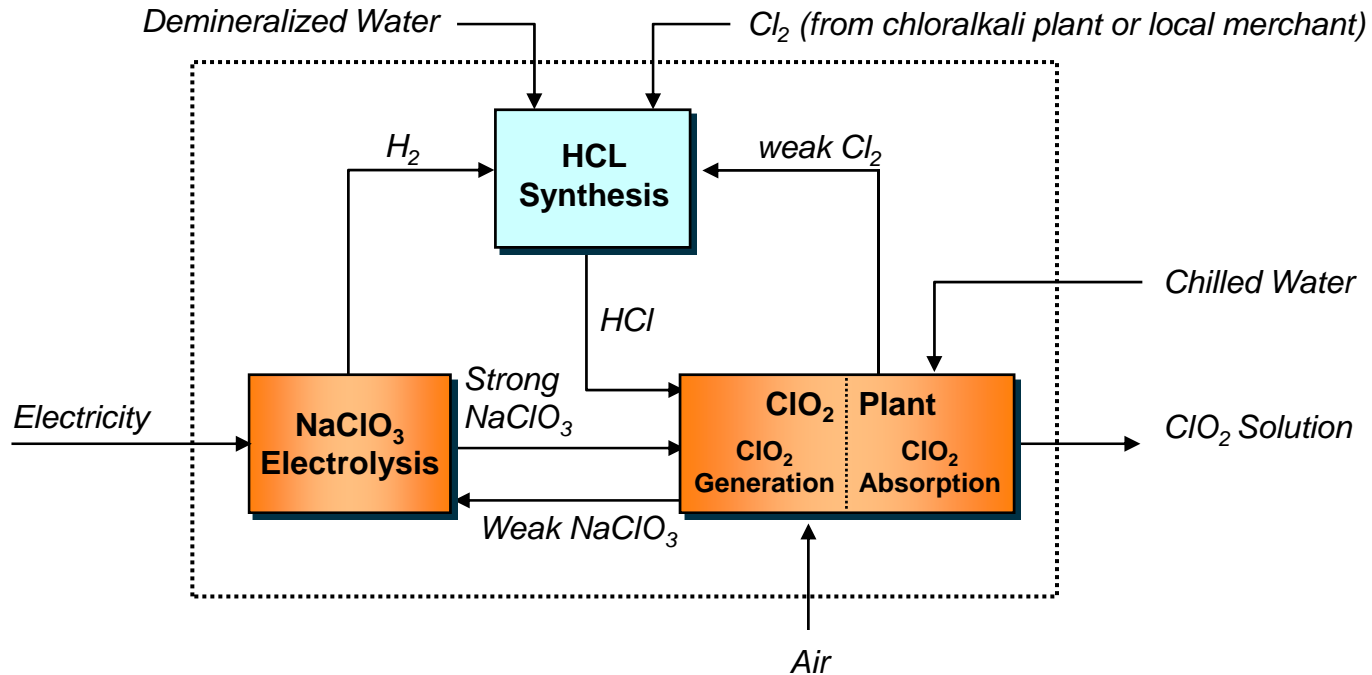 Demineralized Water
Cl₂ (from chloralkali plant or local merchant)
H₂
HCL
Synthesis
weak Cl₂
Chilled Water
HCl
Strong
NaClO₃
Electricity
NaClO₃
Electrolysis
ClO₂ Plant
ClO₂
Generation
ClO₂
Absorption
ClO₂ Solution
Weak NaClO₃
Air